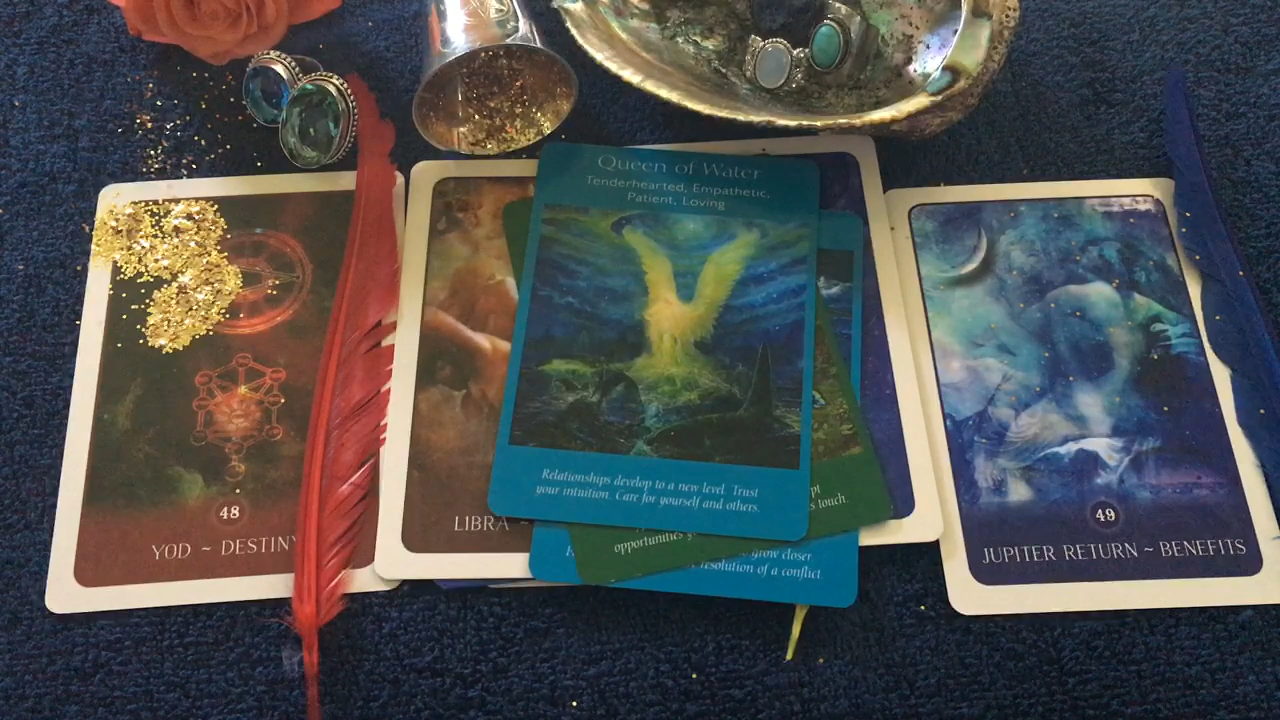 Queen of Water
Tenderhearted, Empathetic,
Patient, Loving
Relationships develop to a new level. Trust
your intuition. Care for yourself and others.
48
YOD ~ DESTINY
LIBRA ~
touch.
opportunities
grow closer
resolution of a conflict.
49
JUPITER RETURN ~ BENEFITS